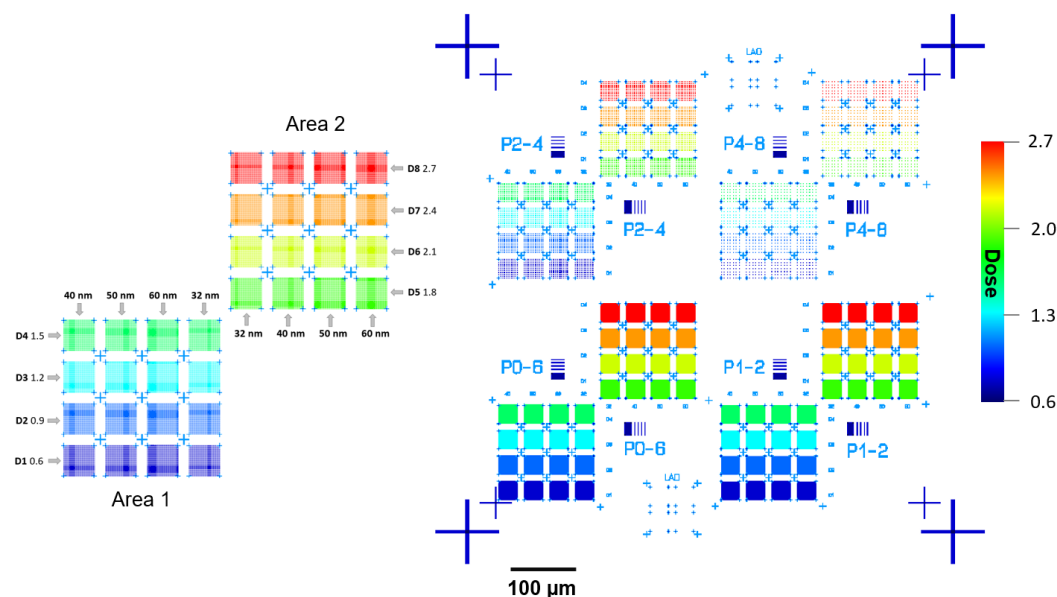 Area 2
D8 2.7
D7 2.4
D6 2.1
D5 1.8
32 nm 40 nm 50 nm 60 nm
40 nm 50 nm 60 nm 32 nm
D4 1.5
D3 1.2
D2 0.9
D1 0.6
Area 1
LAO
P2-4
P4-8
P2-4
P4-8
P0-6
P1-2
P0-6
P1-2
LAO
100 µm
2.7
2.0
1.3
0.6
Dose